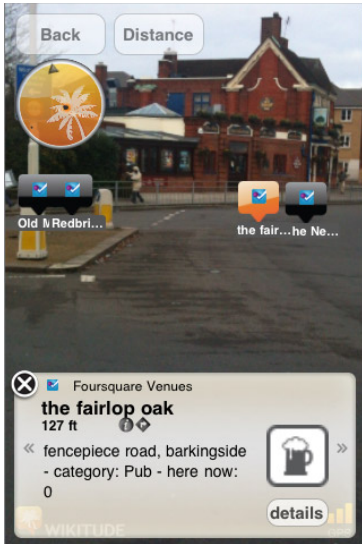 Back
Distance
Old M
Redbri...
the fair...
he Ne...
Foursquare Venues
the fairlop oak
127 ft
« fencepiece road, barkingside »
- category: Pub - here now:
0
details
WIKITUDE